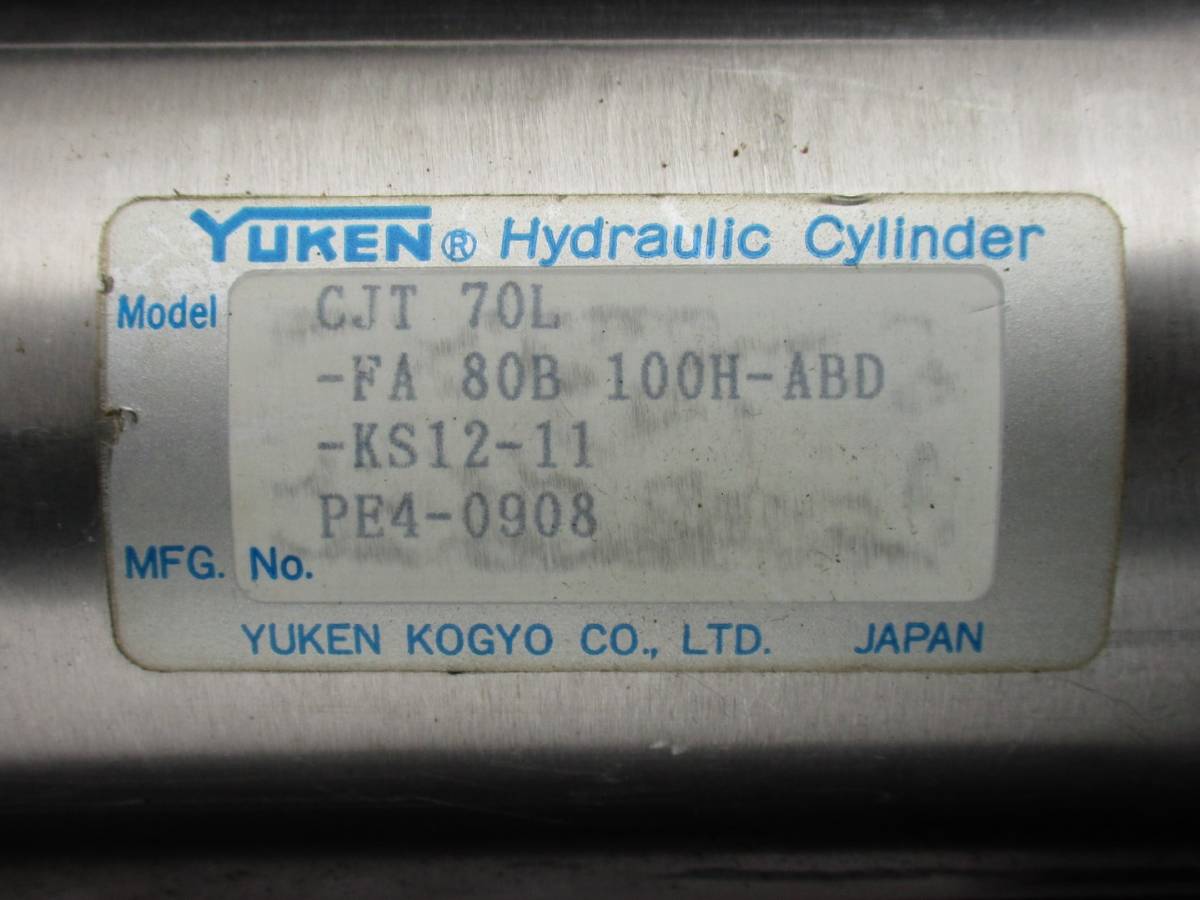 YUKEN® Hydraulic Cylinder
Model CJT 70L
-FA 80B 100H-ABD
-KS12-11
PE4-0908
MFG. No.
YUKEN KOGYO CO., LTD. JAPAN